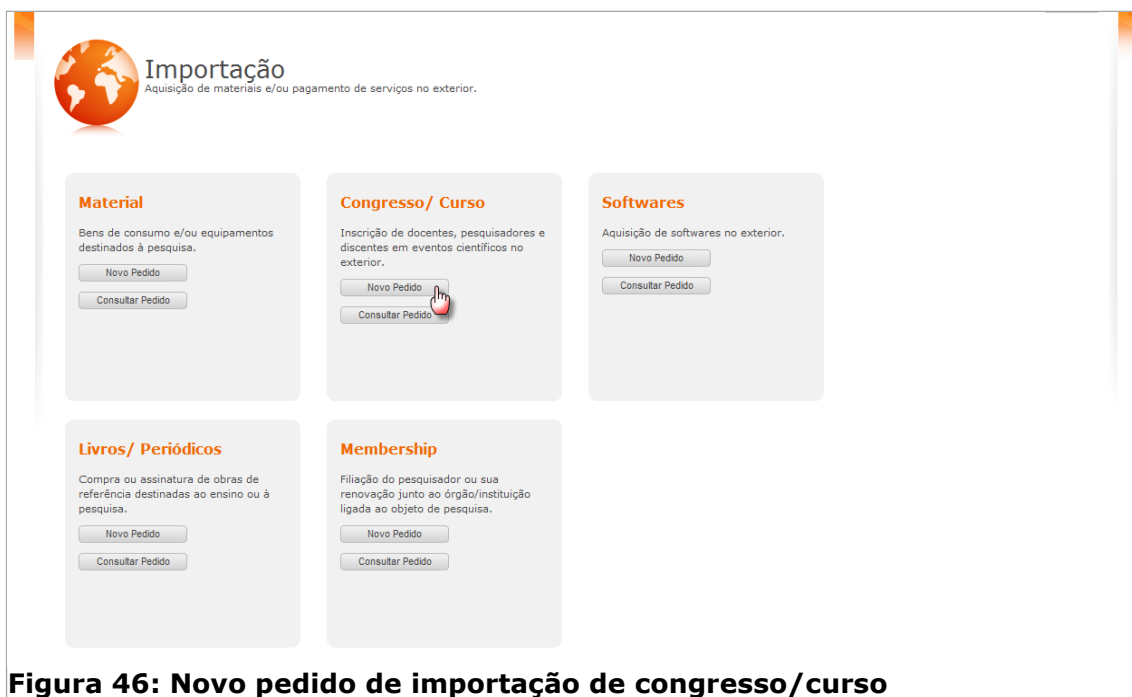 Importação
Aquisição de materiais e/ou pagamento de serviços no exterior.
Material
Bens de consumo e/ou equipamentos
destinados à pesquisa.
Novo Pedido
Consultar Pedido
Congresso/ Curso
Inscrição de docentes, pesquisadores e
discentes em eventos científicos no
exterior.
Novo Pedido
Consultar Pedido
Softwares
Aquisição de softwares no exterior.
Novo Pedido
Consultar Pedido
Livros/ Periódicos
Compra ou assinatura de obras de
referência destinadas ao ensino ou à
pesquisa.
Novo Pedido
Consultar Pedido
Membership
Filiação do pesquisador ou sua
renovação junto ao órgão/instituição
ligada ao objeto de pesquisa.
Novo Pedido
Consultar Pedido
Figura 46: Novo pedido de importação de congresso/curso